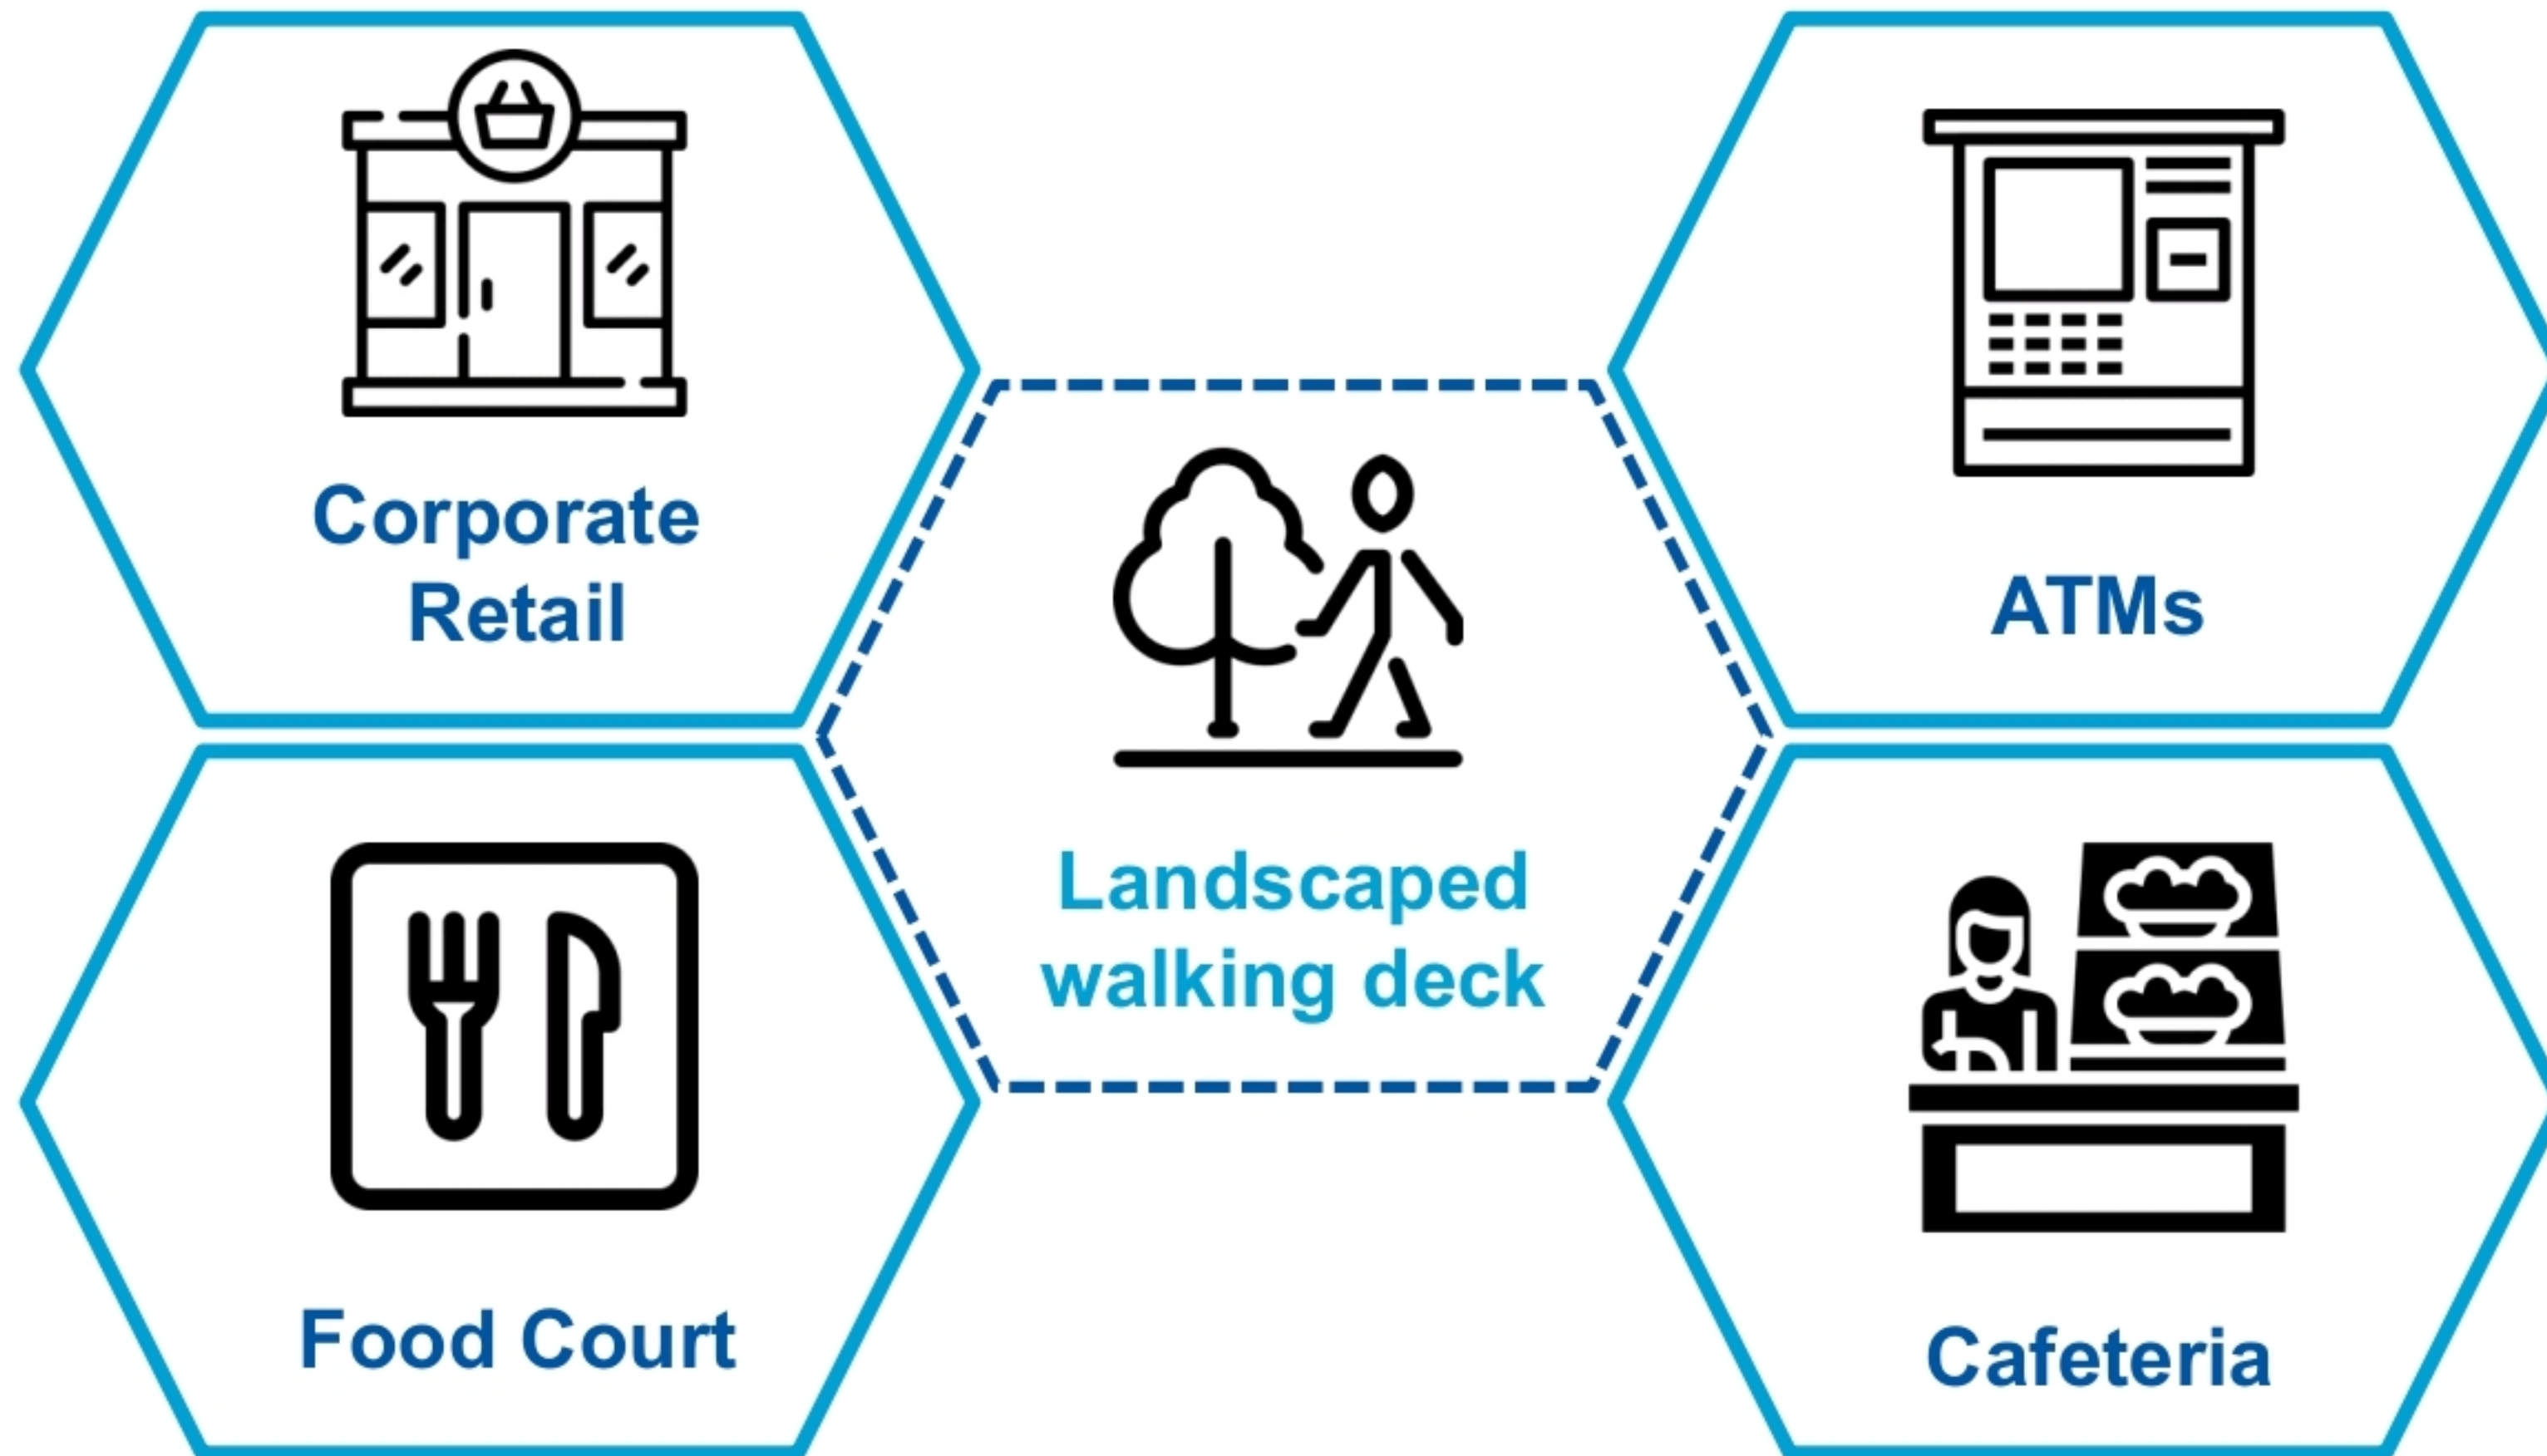 Corporate
Retail
ATMs
Landscaped
walking deck
Food Court
Cafeteria